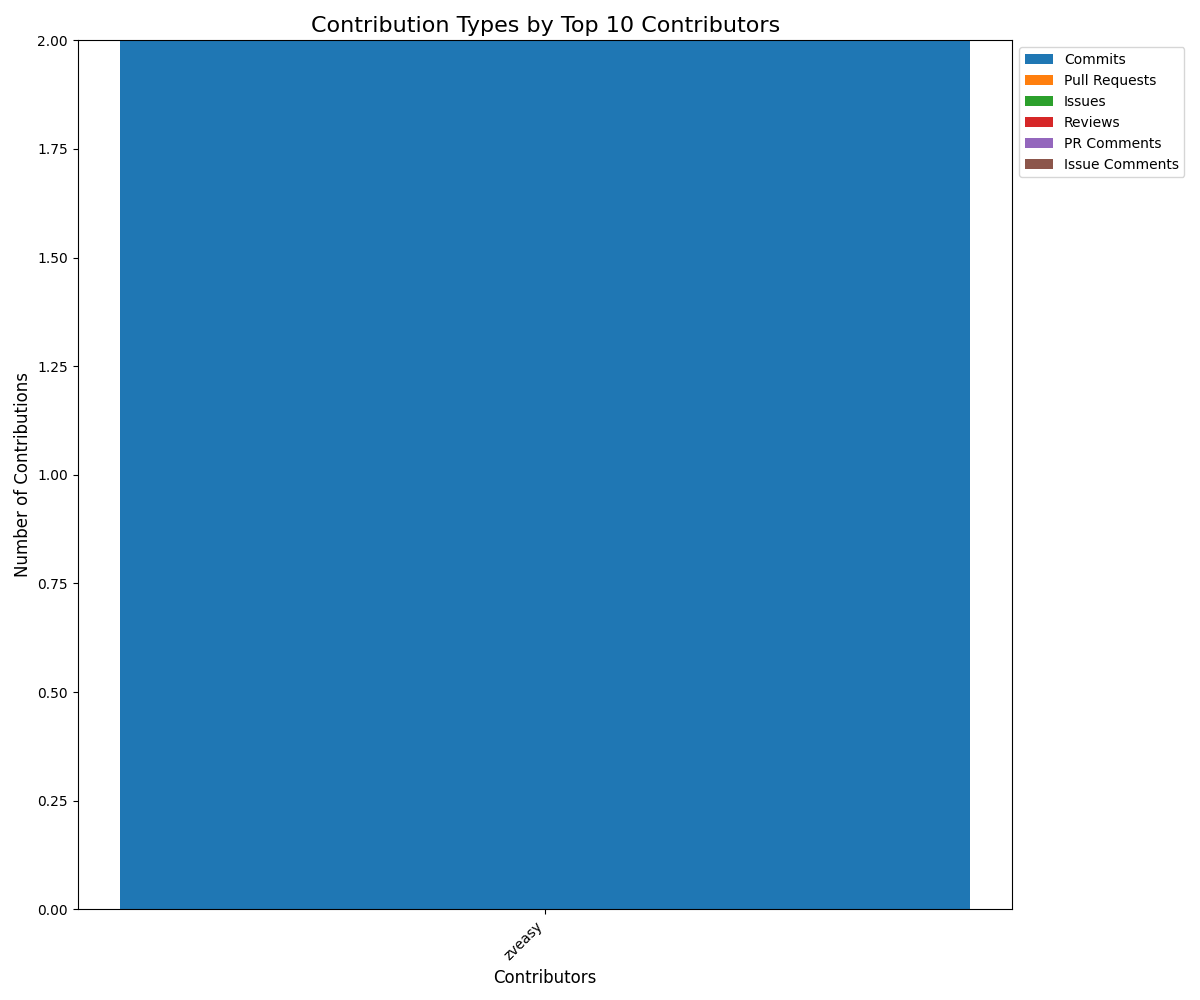 Contribution Types by Top 10 Contributors
2.00
1.75
1.50
1.25
1.00
0.75
0.50
0.25
0.00
Number of Contributions
zveasy
Contributors
Commits
Pull Requests
Issues
Reviews
PR Comments
Issue Comments